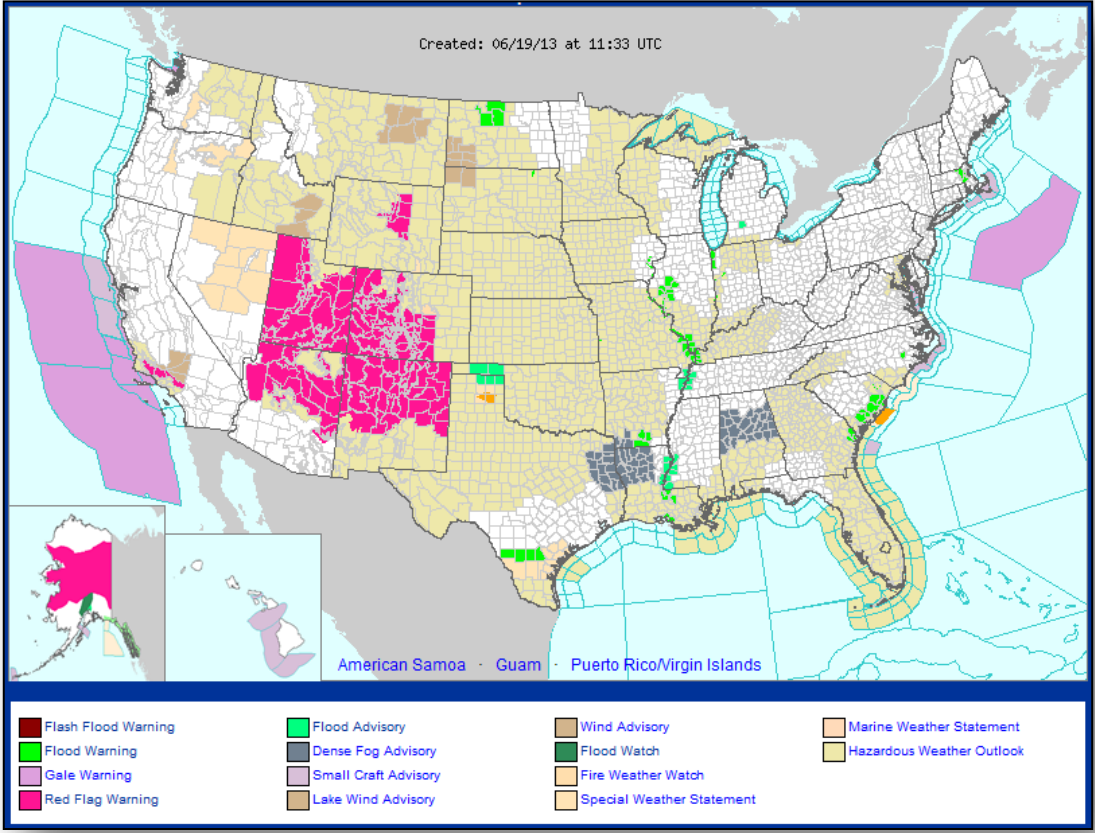 Created: 06/19/13 at 11:33 UTC
American Samoa · Guam · Puerto Rico/Virgin Islands
Flash Flood Warning
Flood Advisory
Wind Advisory
Marine Weather Statement
Flood Warning
Dense Fog Advisory
Flood Watch
Hazardous Weather Outlook
Gale Warning
Small Craft Advisory
Fire Weather Watch
Red Flag Warning
Lake Wind Advisory
Special Weather Statement